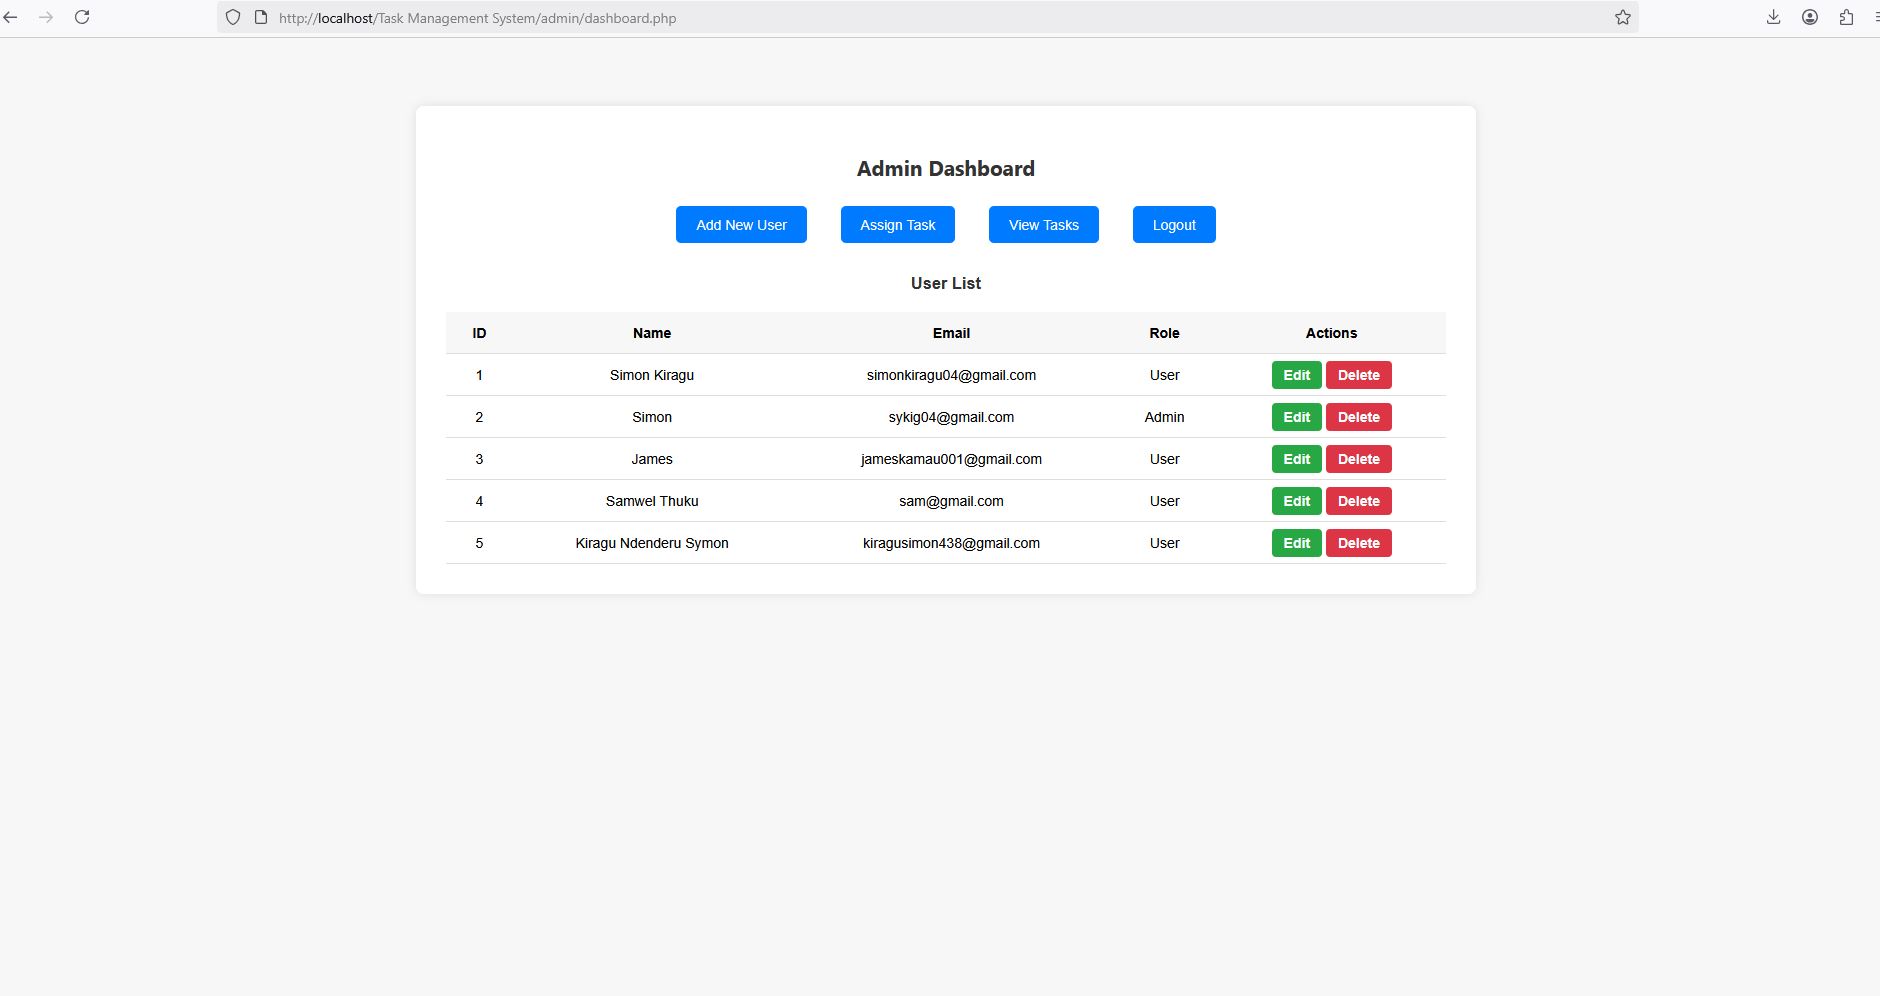 http://localhost/Task Management System/admin/dashboard.php
Admin Dashboard
Add New User Assign Task View Tasks Logout
User List
ID Name Email Role Actions
1 Simon Kiragu simonkiragu04@gmail.com User Edit Delete
2 Simon sykig04@gmail.com Admin Edit Delete
3 James jameskamau001@gmail.com User Edit Delete
4 Samwel Thuku sam@gmail.com User Edit Delete
5 Kiragu Ndenderu Symon kiragusimon438@gmail.com User Edit Delete